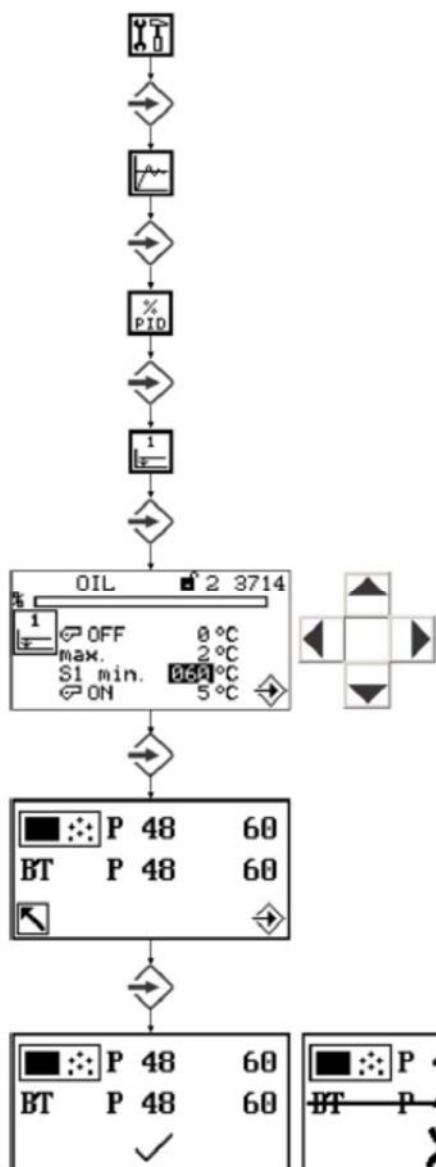 %
PID
1
OIL 2 3714
%
1
OFF 0 °C
max. 2 °C
S1 min. 060 °C
ON 5 °C
P 48 60
BT P 48 60
P 48 60
BT P 48 60
P
BT P